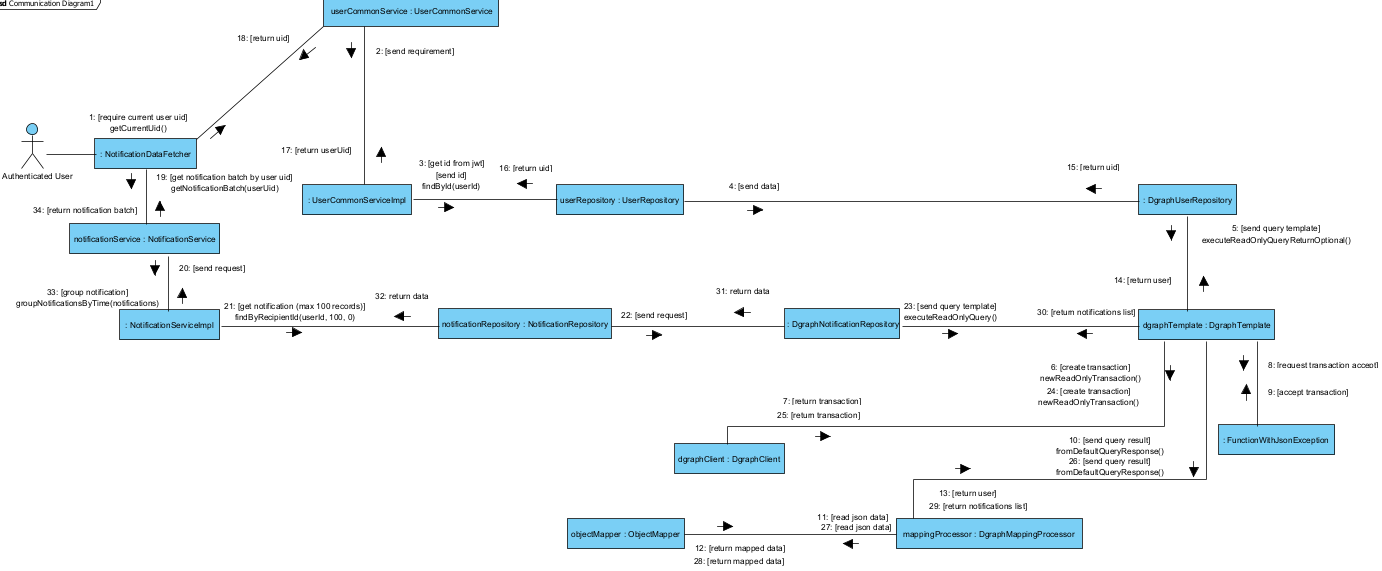 sd Communication Diagram1
userCommonService : UserCommonService
18: [return uid]
2: [send requirement]
1: [require current user uid]
getCurrentUid()
: NotificationDataFetcher
Authenticated User
17: [return userUid]
3: [get id from jwt]
[send id]
findById(userId)
16: [return uid]
15: [return uid]
19: [get notification batch by user uid]
getNotificationBatch(userUid)
4: [send data]
: UserCommonServiceImpl
userRepository : UserRepository
: DgraphUserRepository
34: [return notification batch]
5: [send query template]
executeReadOnlyQueryReturnOptional()
notificationService : NotificationService
20: [send request]
14: [return user]
33: [group notification]
groupNotificationsByTime(notifications)
21: [get notification (max 100 records)]
findByRecipientId(userId, 100, 0)
32: return data
31: return data
22: [send request]
23: [send query template]
executeReadOnlyQuery()
30: [return notifications list]
: NotificationServiceImpl
notificationRepository : NotificationRepository
: DgraphNotificationRepository
dgraphTemplate : DgraphTemplate
6: [create transaction]
newReadOnlyTransaction()
24: [create transaction]
newReadOnlyTransaction()
8: [request transaction accept]
9: [accept transaction]
7: [return transaction]
25: [return transaction]
: FunctionWithJsonException
10: [send query result]
fromDefaultQueryResponse()
26: [send query result]
fromDefaultQueryResponse()
dgraphClient : DgraphClient
13: [return user]
29: [return notifications list]
11: [read json data]
27: [read json data]
objectMapper : ObjectMapper
mappingProcessor : DgraphMappingProcessor
12: [return mapped data]
28: [return mapped data]